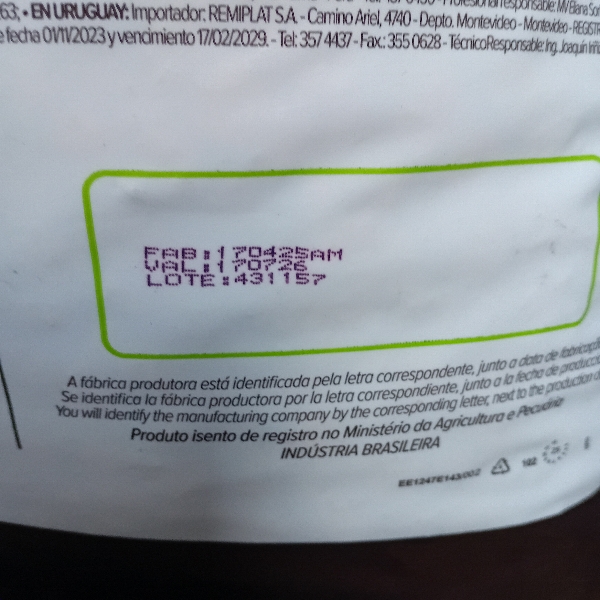 63; • EN URUGUAY: Importador: REMIPLAT S.A. - Camino Ariel, 4740 - Depto. Montevideo - Montevideo - REGISTR
e fecha 01/11/2023 y vencimiento 17/02/2029. - Tel: 357 4437 - Fax.: 355 0628 - Técnico Responsable: Ing. Joaquín
FAB:170425AM
VAL:170726
LOTE:431157
A fábrica produtora está identificada pela letra correspondente, junto a data de fabricação
Se identifica la fábrica productora por la letra correspondiente, junto a la fecha de producció
You will identify the manufacturing company by the corresponding letter, next to the production d
Produto isento de registro no Ministério da Agricultura e Pecuária
INDÚSTRIA BRASILEIRA